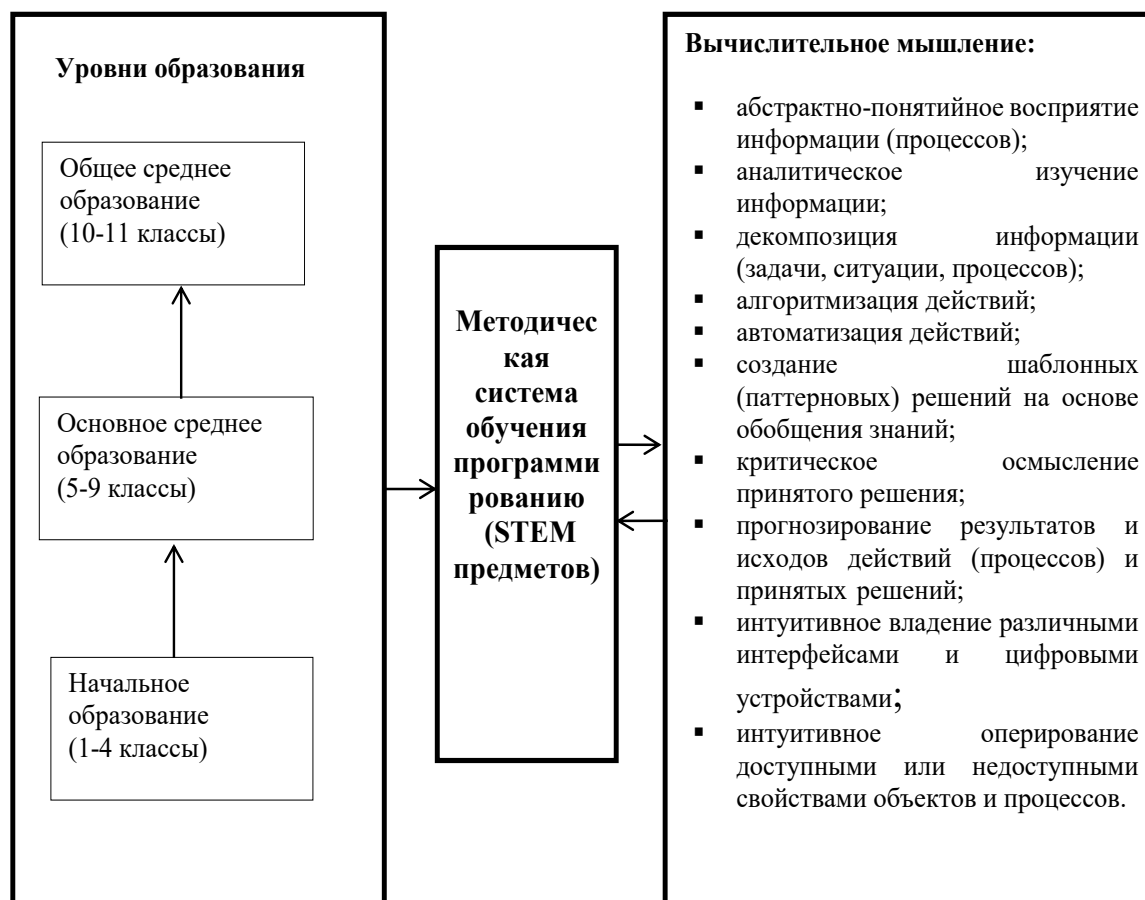 Уровни образования
Общее среднее
образование
(10-11 классы)
Основное среднее
образование
(5-9 классы)
Начальное
образование
(1-4 классы)
Методичес
кая
система
обучения
программи
рованию
(STEM
предметов)
Вычислительное мышление:
▪ абстрактно-понятийное восприятие
информации (процессов);
▪ аналитическое изучение
информации;
▪ декомпозиция информации
(задачи, ситуации, процессов);
▪ алгоритмизация действий;
▪ автоматизация действий;
▪ создание шаблонных
(паттерновых) решений на основе
обобщения знаний;
▪ критическое осмысление
принятого решения;
▪ прогнозирование результатов и
исходов действий (процессов) и
принятых решений;
▪ интуитивное владение различными
интерфейсами и цифровыми
устройствами;
▪ интуитивное оперирование
доступными или недоступными
свойствами объектов и процессов.